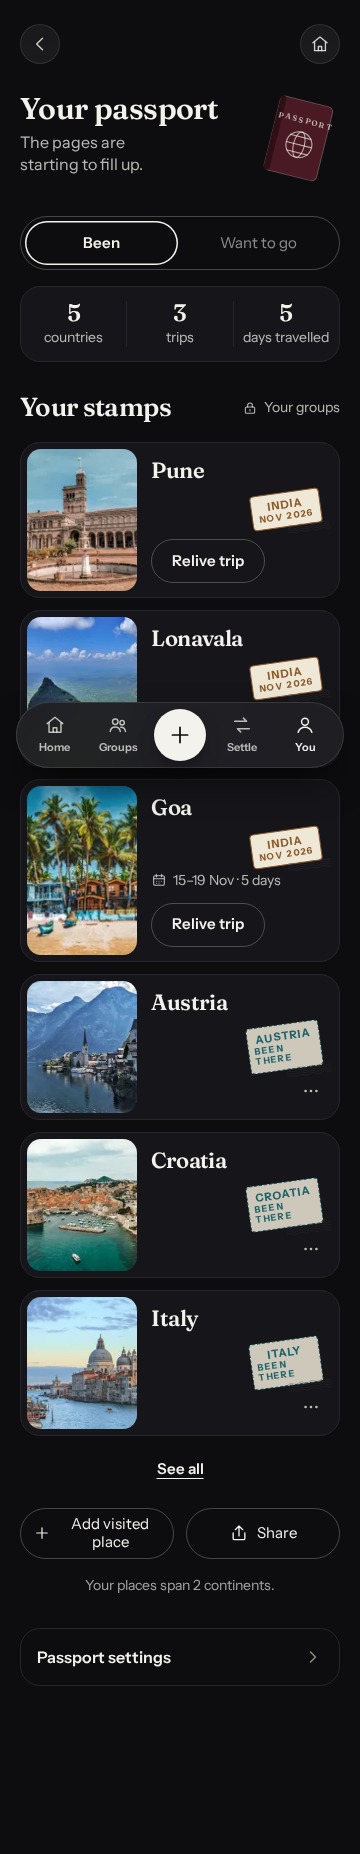 Your passport
The pages are
starting to fill up.
PASSPORT
Been
Want to go
5
countries
3
trips
5
days travelled
Your stamps
Your groups
Pune
INDIA
NOV 2026
Relive trip
Lonavala
INDIA
NOV 2026
Home
Groups
Settle
You
Goa
INDIA
NOV 2026
15–19 Nov · 5 days
Relive trip
Austria
AUSTRIA
BEEN
THERE
Croatia
CROATIA
BEEN
THERE
Italy
ITALY
BEEN
THERE
See all
Add visited
place
Share
Your places span 2 continents.
Passport settings